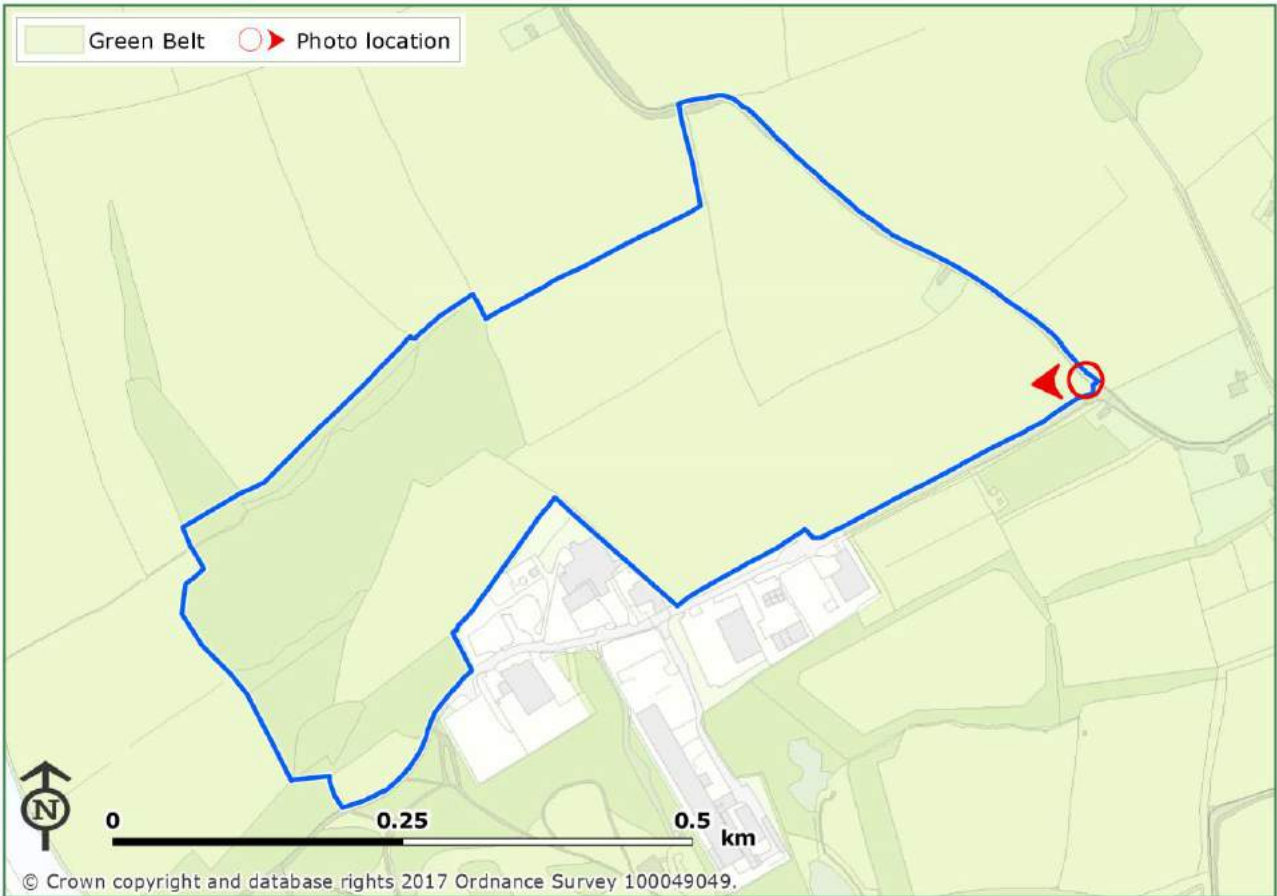 Green Belt Photo location
N
0 0.25 0.5 km
© Crown copyright and database rights 2017 Ordnance Survey 100049049.